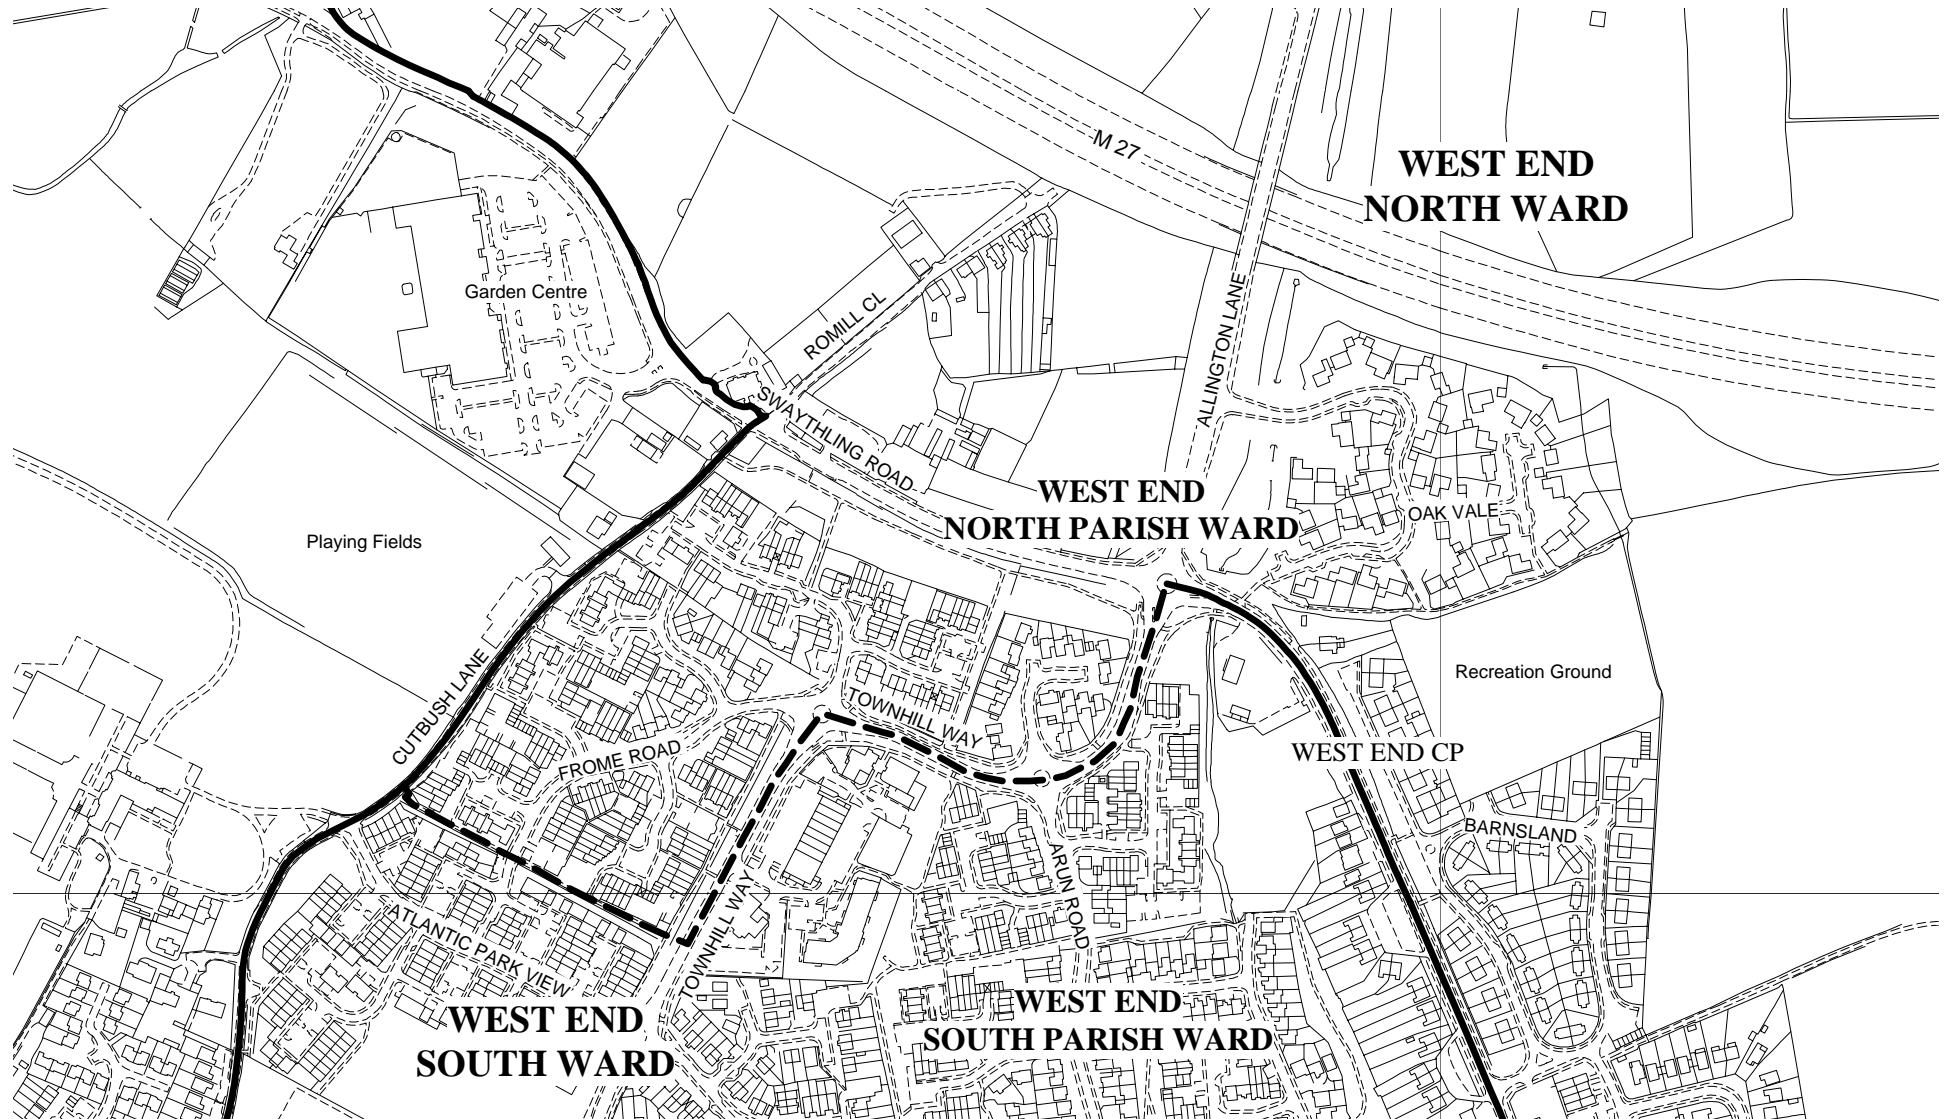 M 27
WEST END
NORTH WARD
Garden Centre
ROMILL CL
ALLINGTON LANE
SWAYTHLING ROAD
WEST END
NORTH PARISH WARD
OAK VALE
Playing Fields
CUTBUSH LANE
Recreation Ground
TOWNHILL WAY
FROME ROAD
WEST END CP
BARNSLAND
ARUN ROAD
TOWNHILL WAY
ATLANTIC PARK VIEW
WEST END
SOUTH WARD
WEST END
SOUTH PARISH WARD